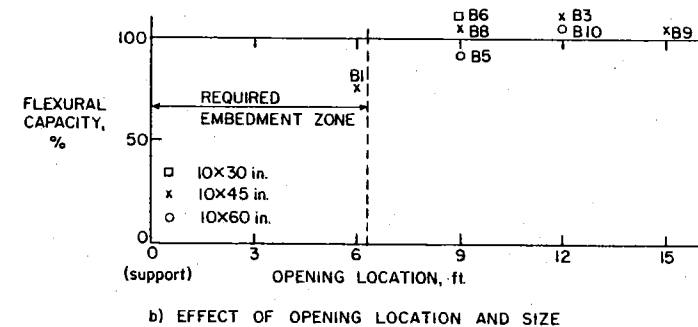 □ B6
x B3
x B8
○ B10
x B9
100
○ B5
B1
x
FLEXURAL
CAPACITY,
%
REQUIRED
EMBEDMENT ZONE
50
□ 10X30 in.
x 10X45 in.
○ 10X60 in.
0
0 3 6 9 12 15
(support) OPENING LOCATION, ft.
b) EFFECT OF OPENING LOCATION AND SIZE